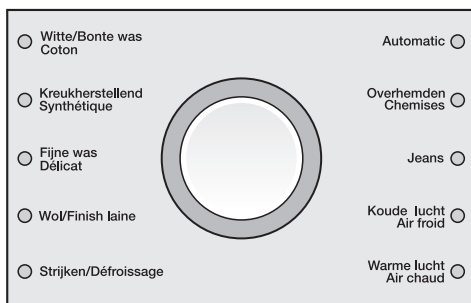 Witte/Bonte was
Coton
Kreukherstellend
Synthétique
Fijne was
Délicat
Wol/Finish laine
Strijken/Défroissage
Automatic
Overhemden
Chemises
Jeans
Koude lucht
Air froid
Warme lucht
Air chaud